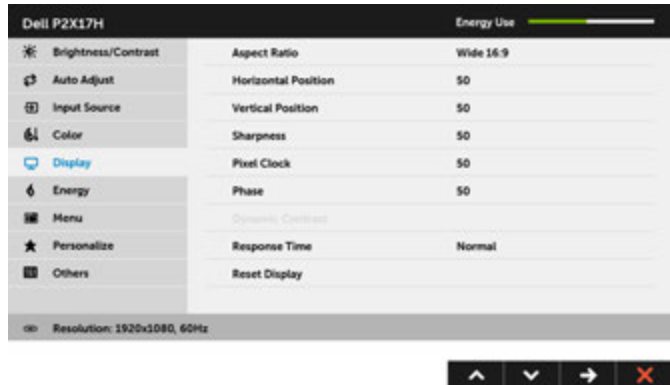 Dell P2X17H Energy Use
Brightness/Contrast Aspect Ratio Wide 16:9
Auto Adjust Horizontal Position 50
Input Source Vertical Position 50
Color Sharpness 50
Display Pixel Clock 50
Energy Phase 50
Menu Dynamic Contrast
Personalize Response Time Normal
Others Reset Display
Resolution: 1920x1080, 60Hz